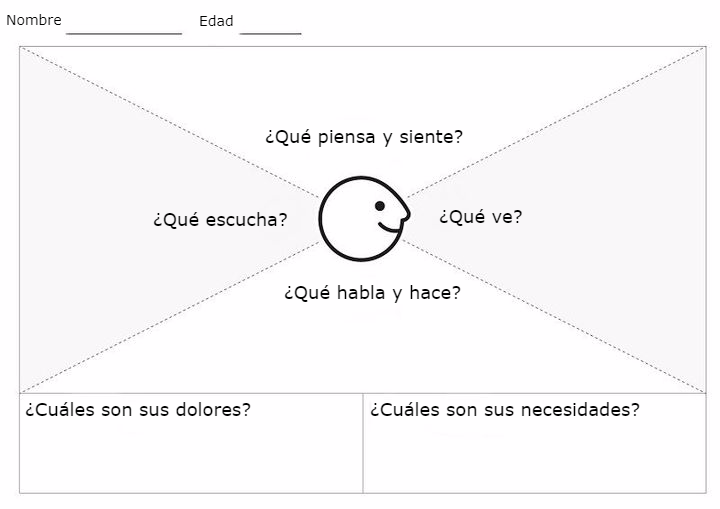 Nombre ____________ Edad _______
¿Qué piensa y siente?
¿Qué escucha?
¿Qué ve?
¿Qué habla y hace?
¿Cuáles son sus dolores?
¿Cuáles son sus necesidades?